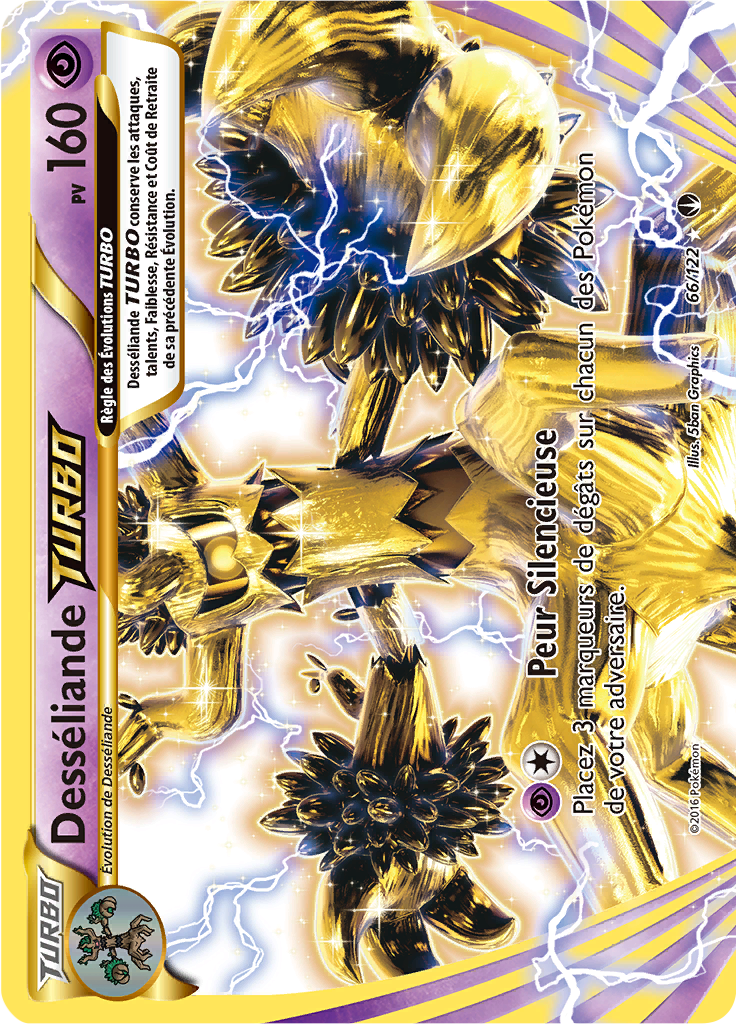 TURBO
Desséliande TURBO
PV 160
Évolution de Desséliande
Règle des Évolutions TURBO
Desséliande TURBO conserve les attaques,
talents, Faiblesse, Résistance et Coût de Retraite
de sa précédente Évolution.
Peur Silencieuse
Placez 3 marqueurs de dégâts sur chacun des Pokémon
de votre adversaire.
Illus. 5ban Graphics
66/122
©2016 Pokémon